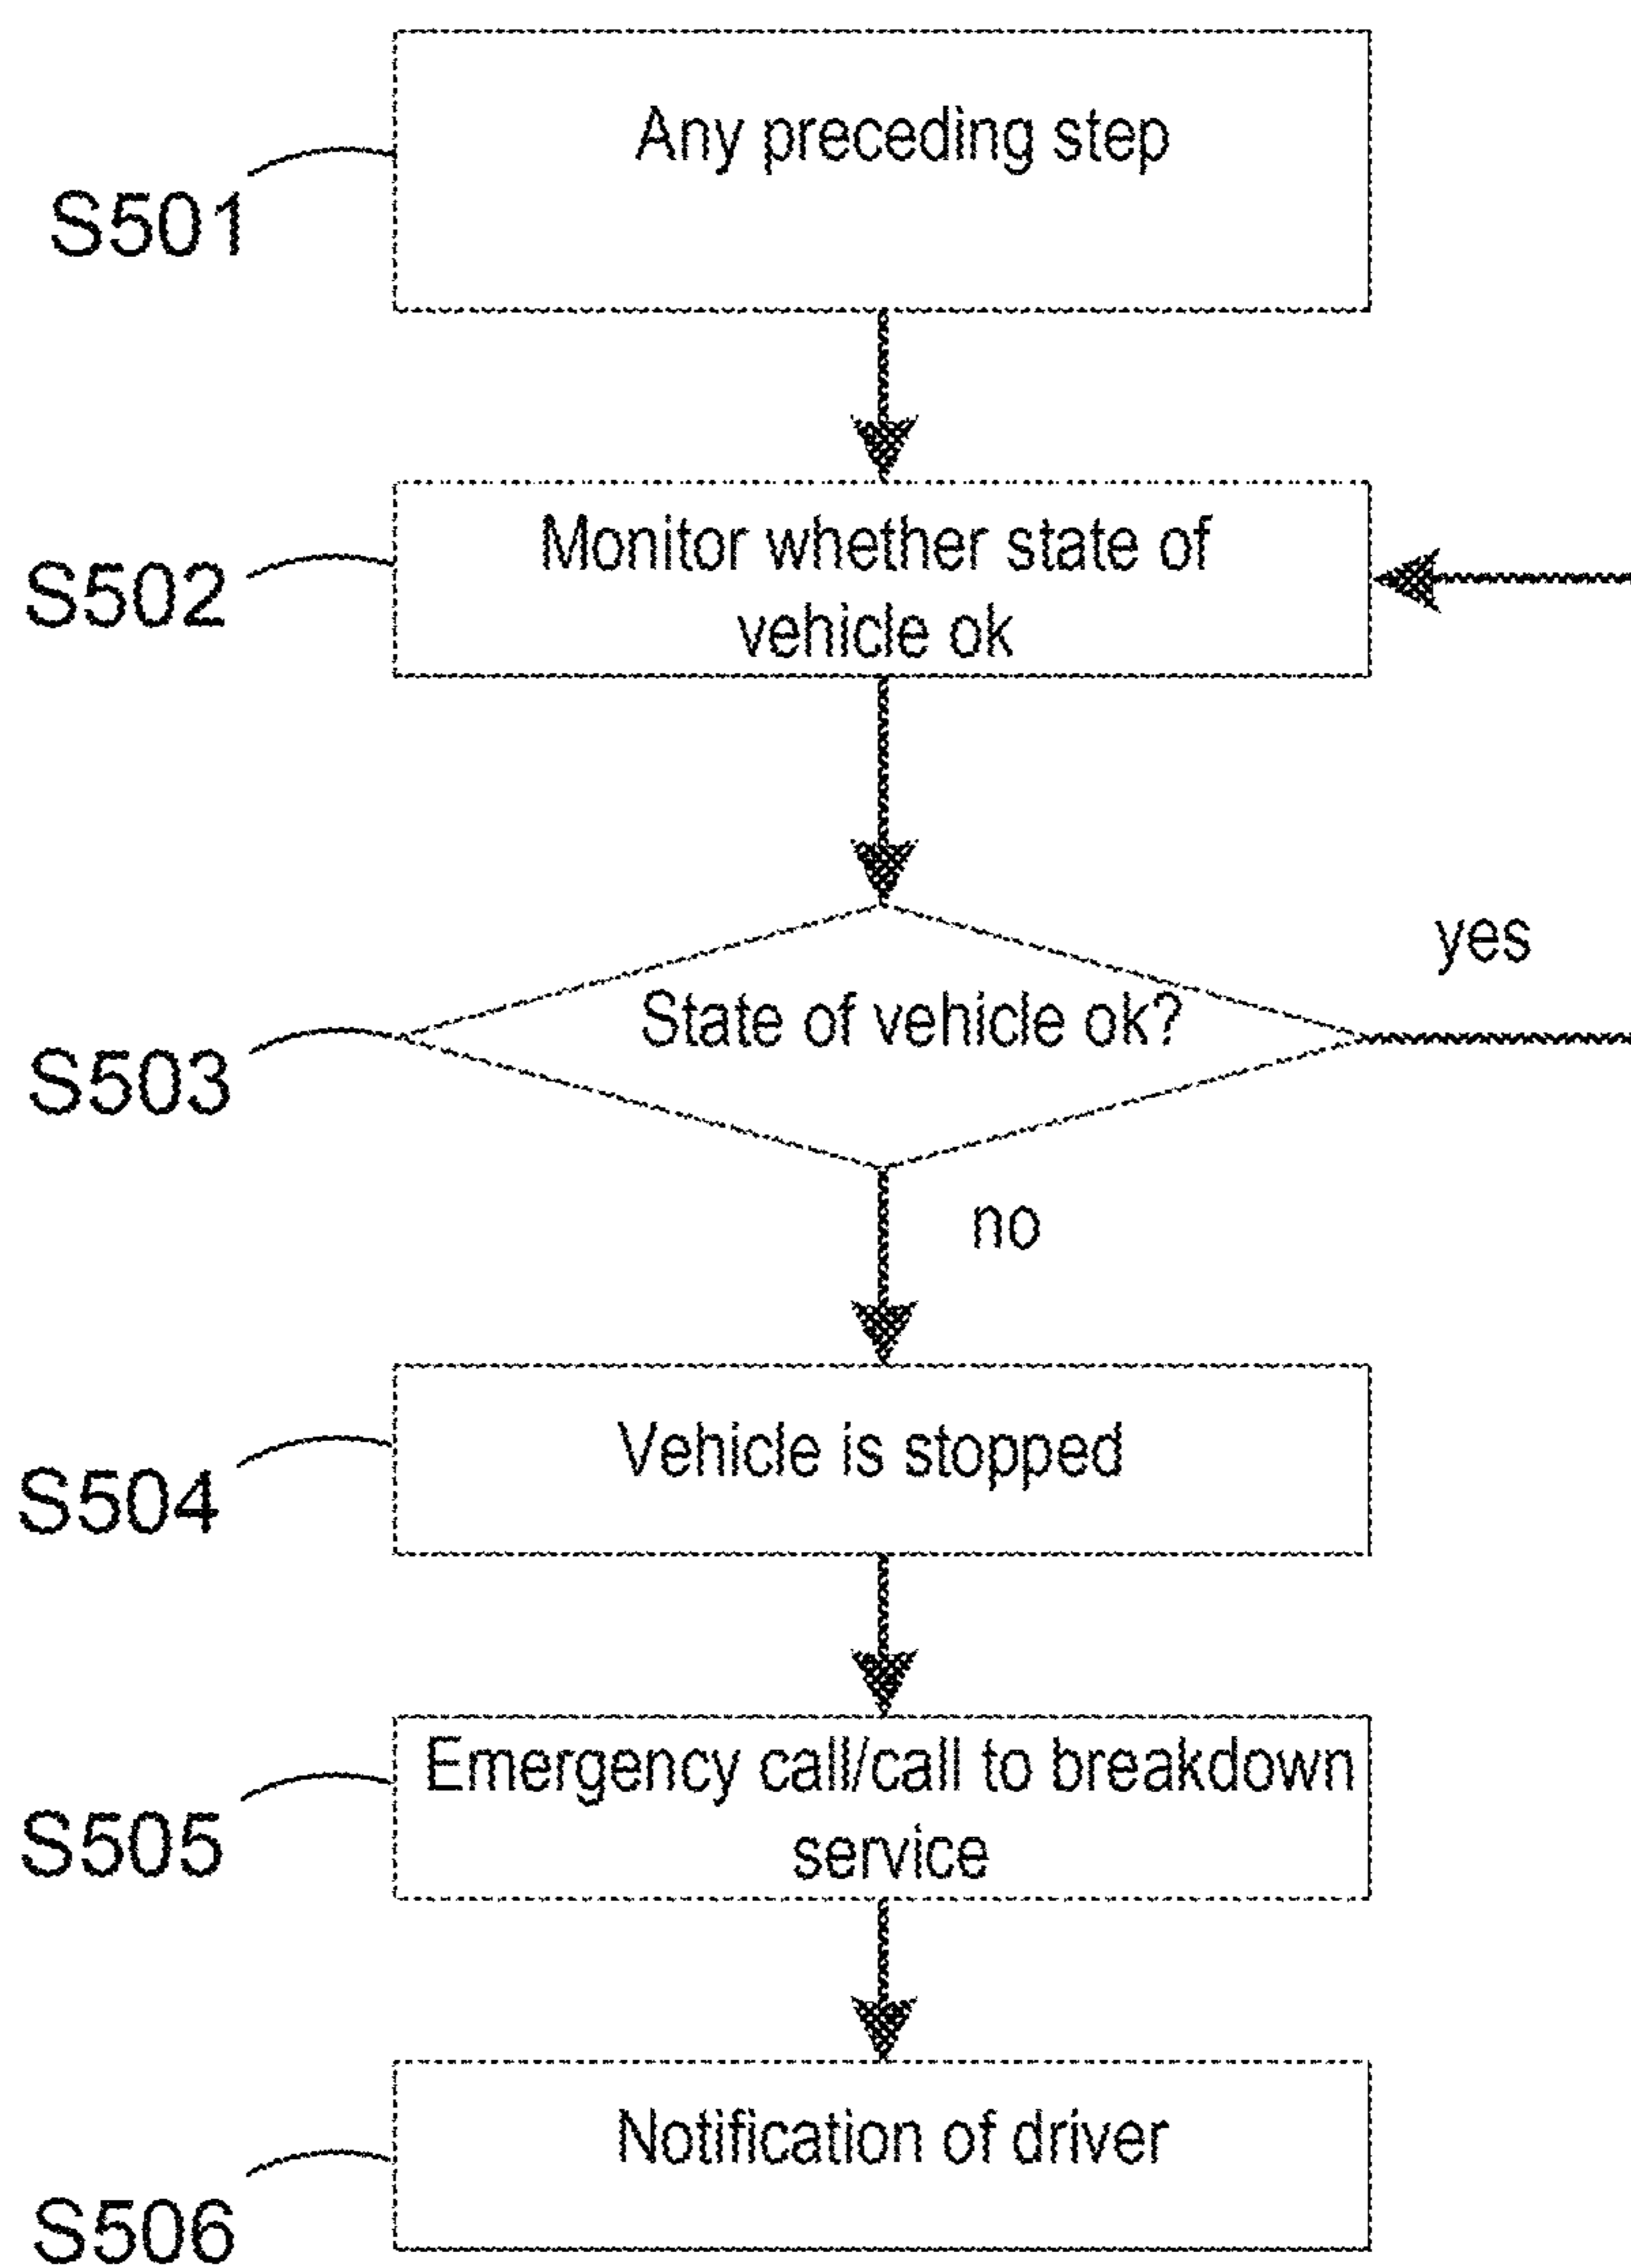 Any preceding step
S501
Monitor whether state of
vehicle ok
S502
yes
State of vehicle ok?
S503
no
Vehicle is stopped
S504
Emergency call/call to breakdown
service
S505
Notification of driver
S506